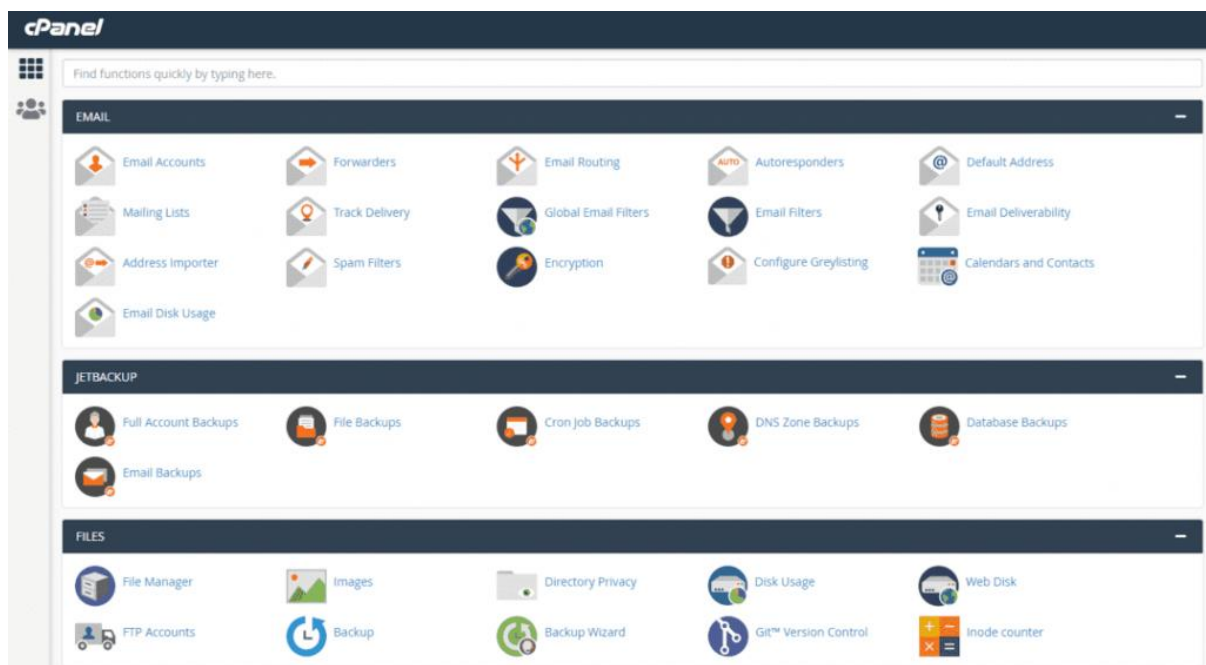 cPanel
Find functions quickly by typing here.
EMAIL
Email Accounts
Forwarders
Email Routing
AUTO
Autoresponders
@
Default Address
Mailing Lists
Track Delivery
Global Email Filters
Email Filters
Email Deliverability
Address Importer
Spam Filters
Encryption
Configure Greylisting
Calendars and Contacts
Email Disk Usage
JETBACKUP
Full Account Backups
File Backups
Cron Job Backups
DNS Zone Backups
Database Backups
Email Backups
FILES
File Manager
Images
Directory Privacy
Disk Usage
Web Disk
FTP Accounts
Backup
Backup Wizard
Git™ Version Control
Inode counter